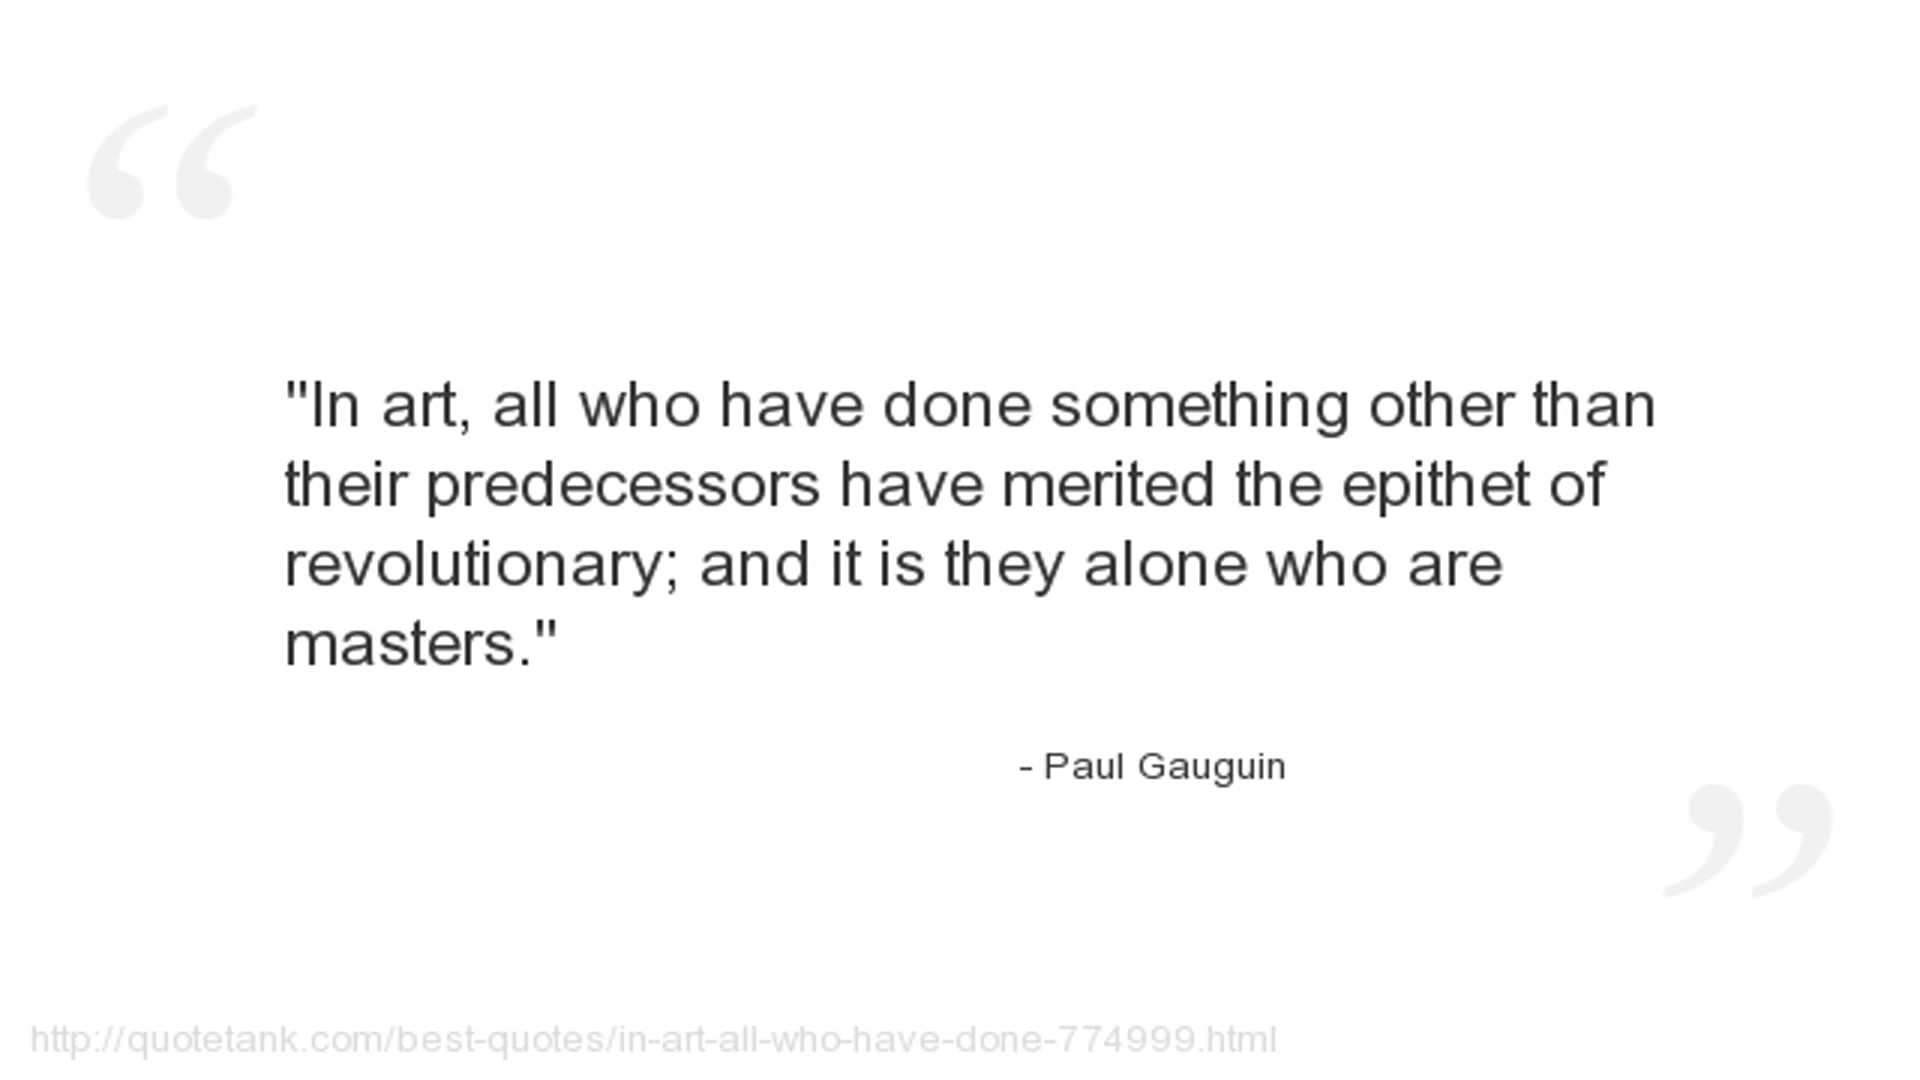 "In art, all who have done something other than
their predecessors have merited the epithet of
revolutionary; and it is they alone who are
masters."
- Paul Gauguin
http://quotetank.com/best-quotes/in-art-all-who-have-done-774999.html